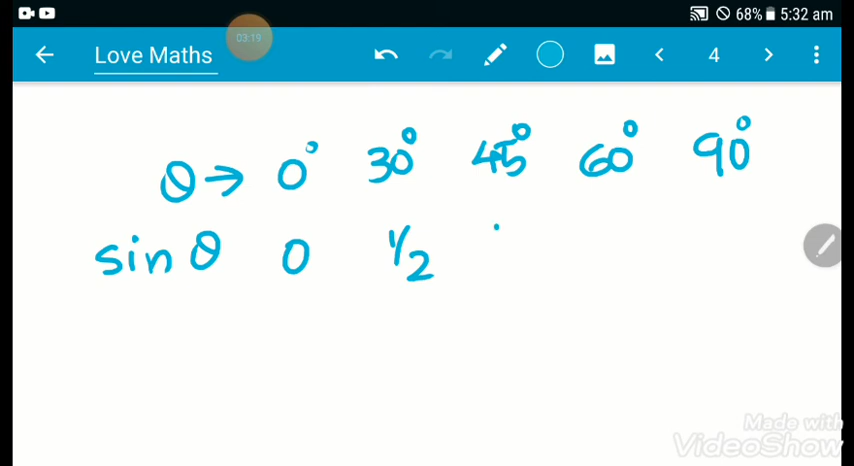 68% 5:32 am
03:19
Love Maths 4
θ → 0° 30° 45° 60° 90°
sin θ 0 1/2
Made with
VideoShow